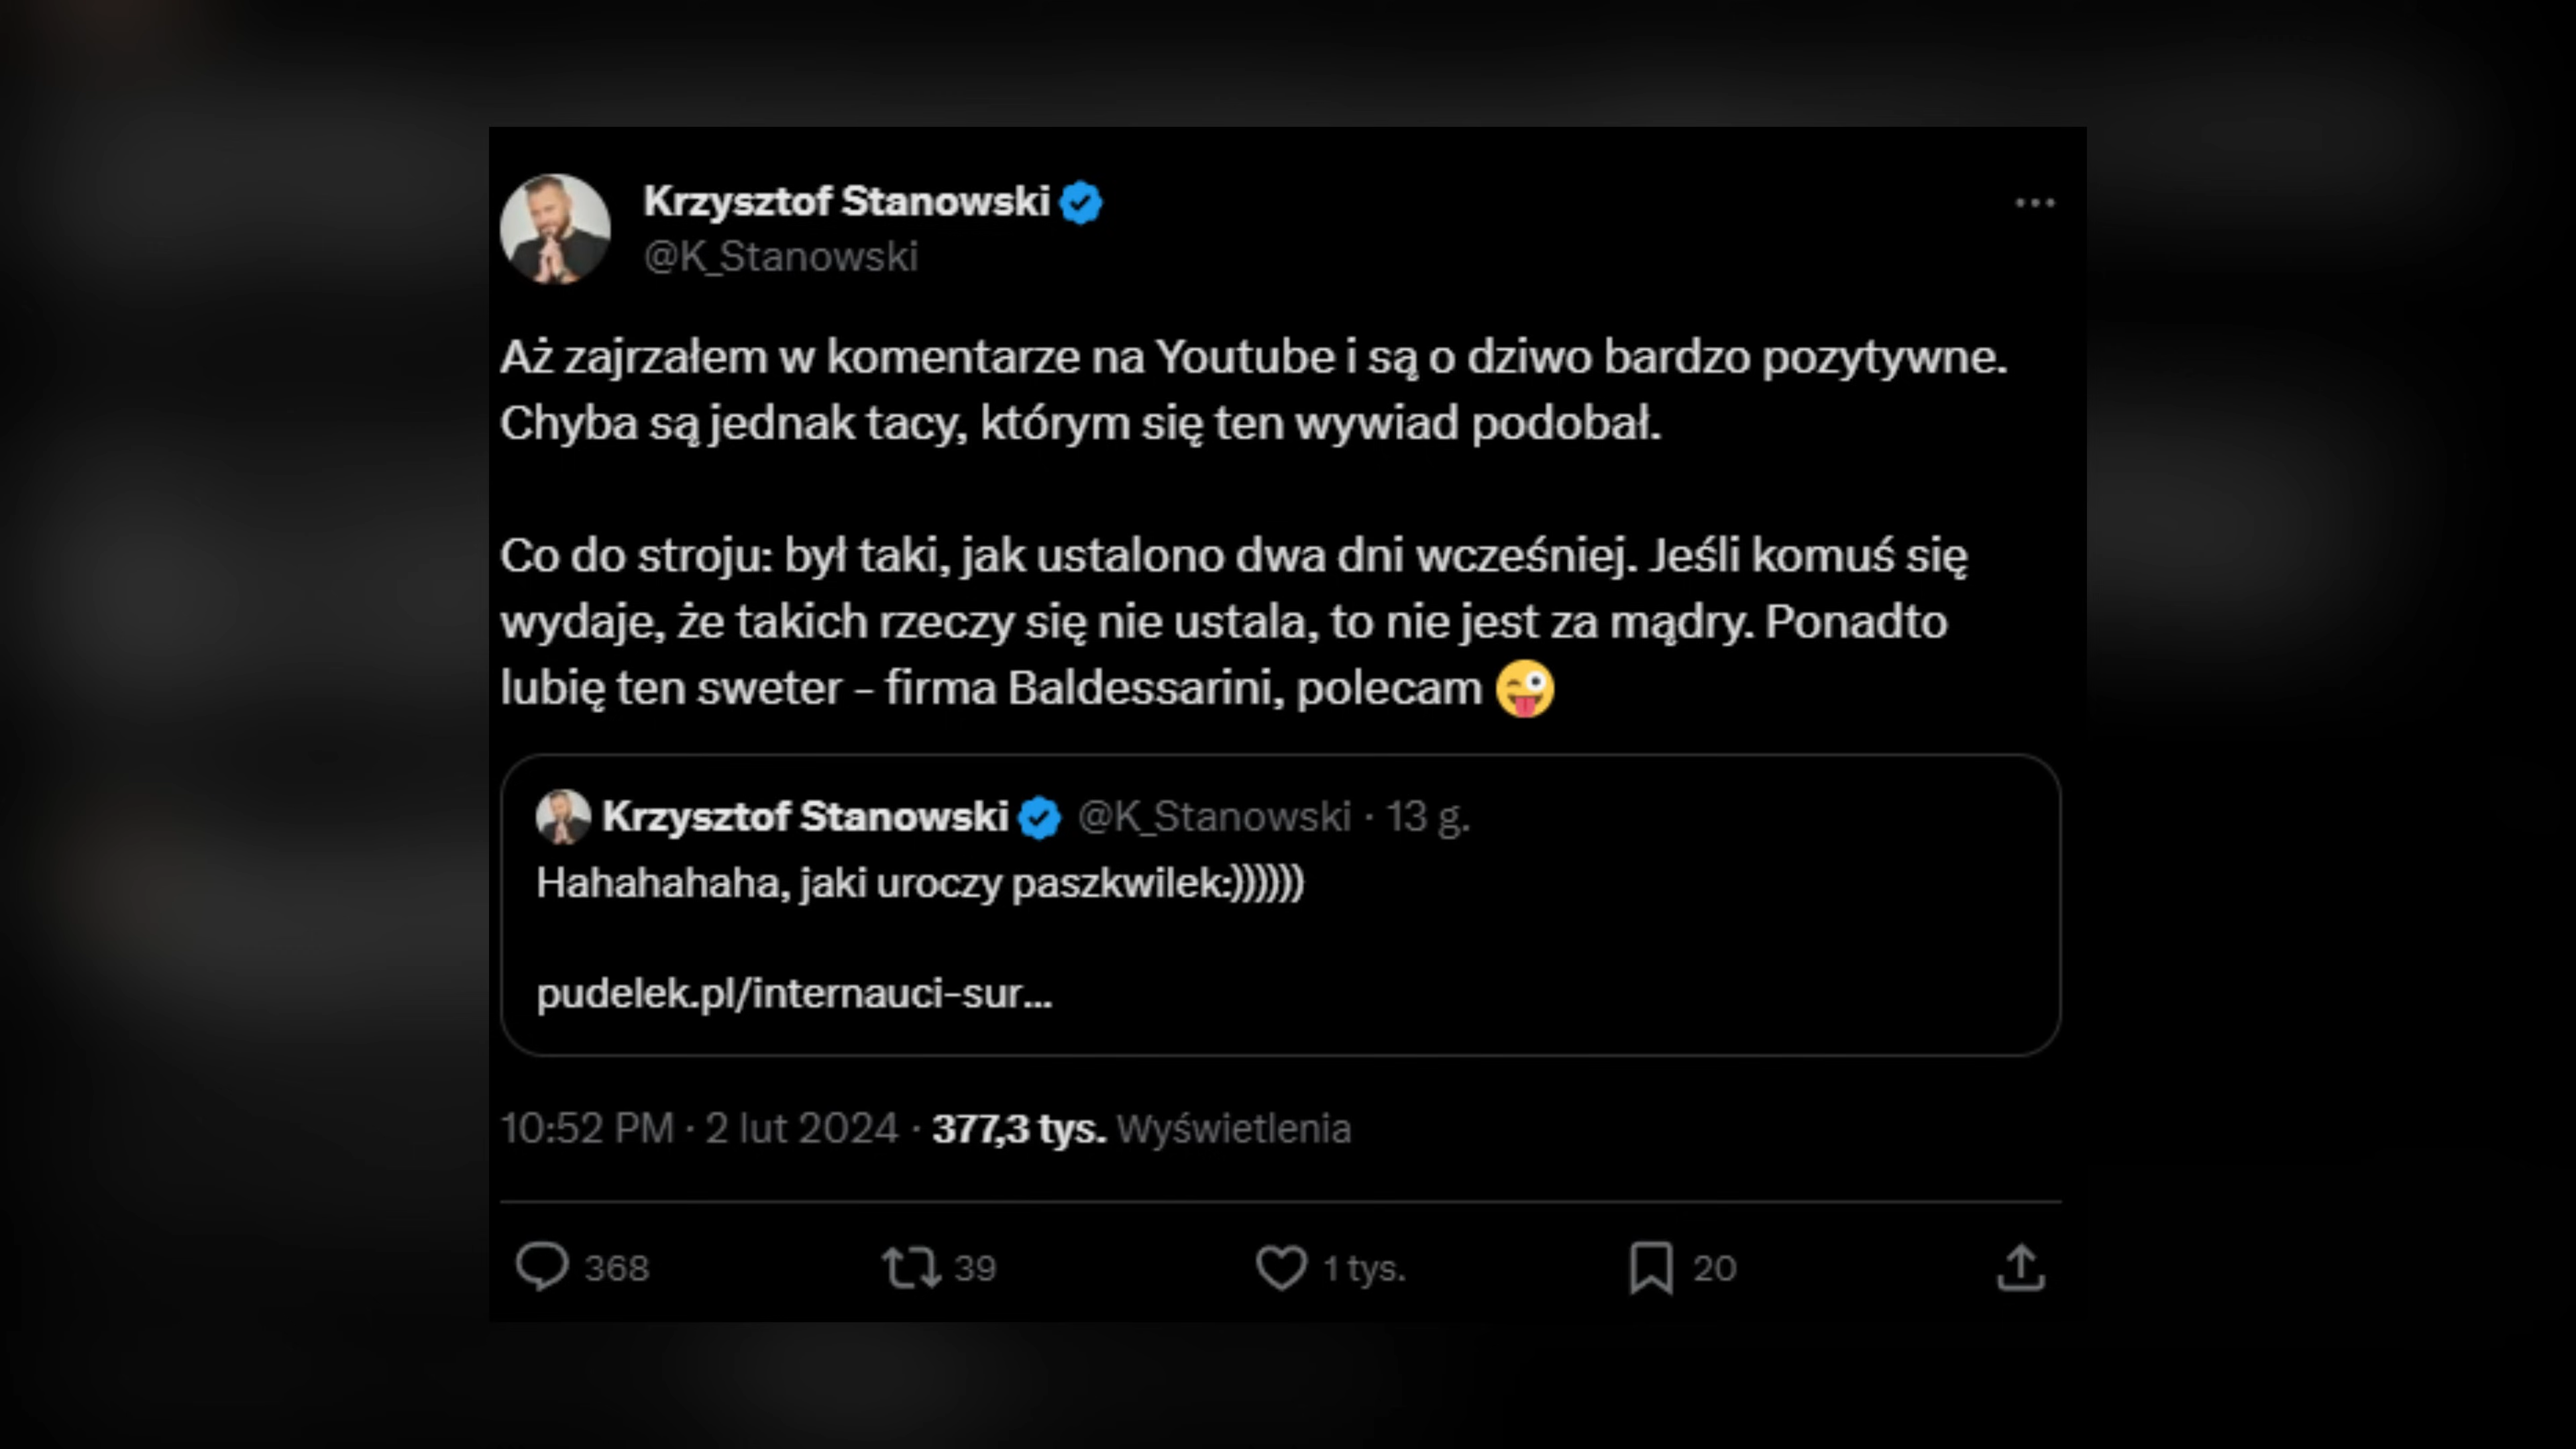 Krzysztof Stanowski
@K_Stanowski
Aż zajrzałem w komentarze na Youtube i są o dziwo bardzo pozytywne.
Chyba są jednak tacy, którym się ten wywiad podobał.
Co do stroju: był taki, jak ustalono dwa dni wcześniej. Jeśli komuś się
wydaje, że takich rzeczy się nie ustala, to nie jest za mądry. Ponadto
lubię ten sweter – firma Baldessarini, polecam 😜
Krzysztof Stanowski @K_Stanowski · 13 g.
Hahahahaha, jaki uroczy paszkwilek:))))))
pudelek.pl/internauci-sur...
10:52 PM · 2 lut 2024 · 377,3 tys. Wyświetlenia
368 39 1 tys. 20